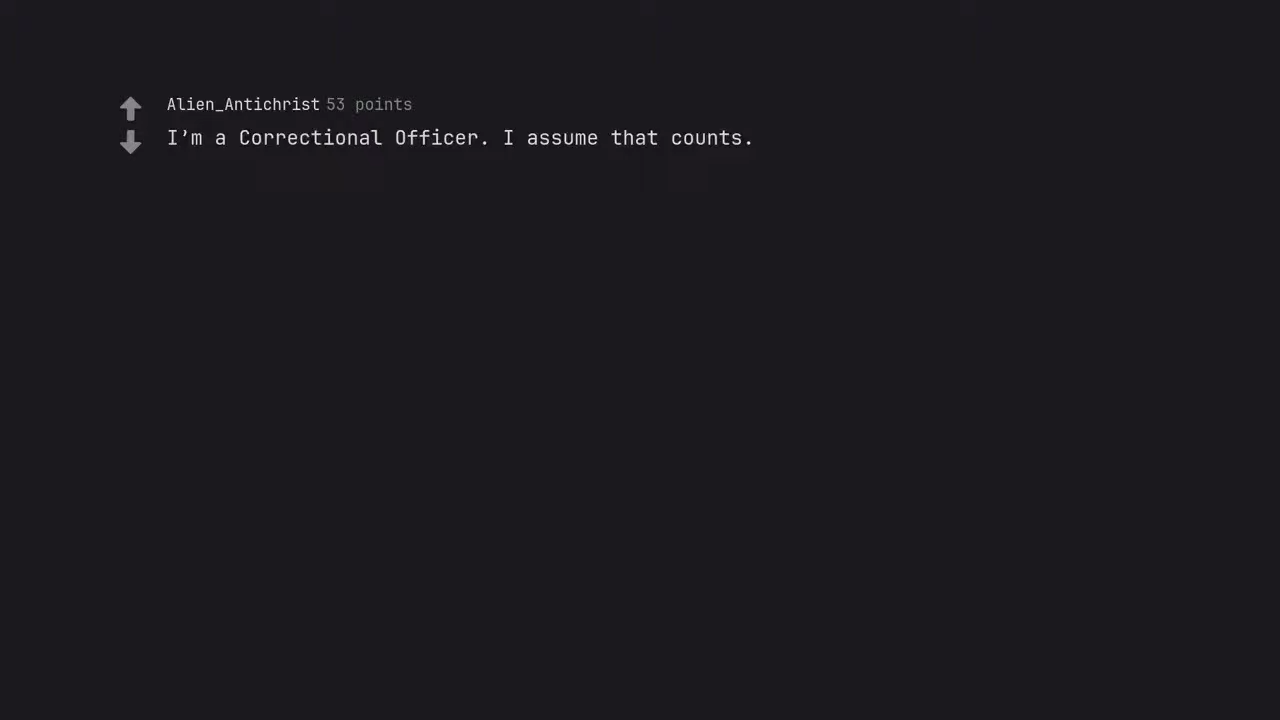 Alien_Antichrist 53 points
I’m a Correctional Officer. I assume that counts.